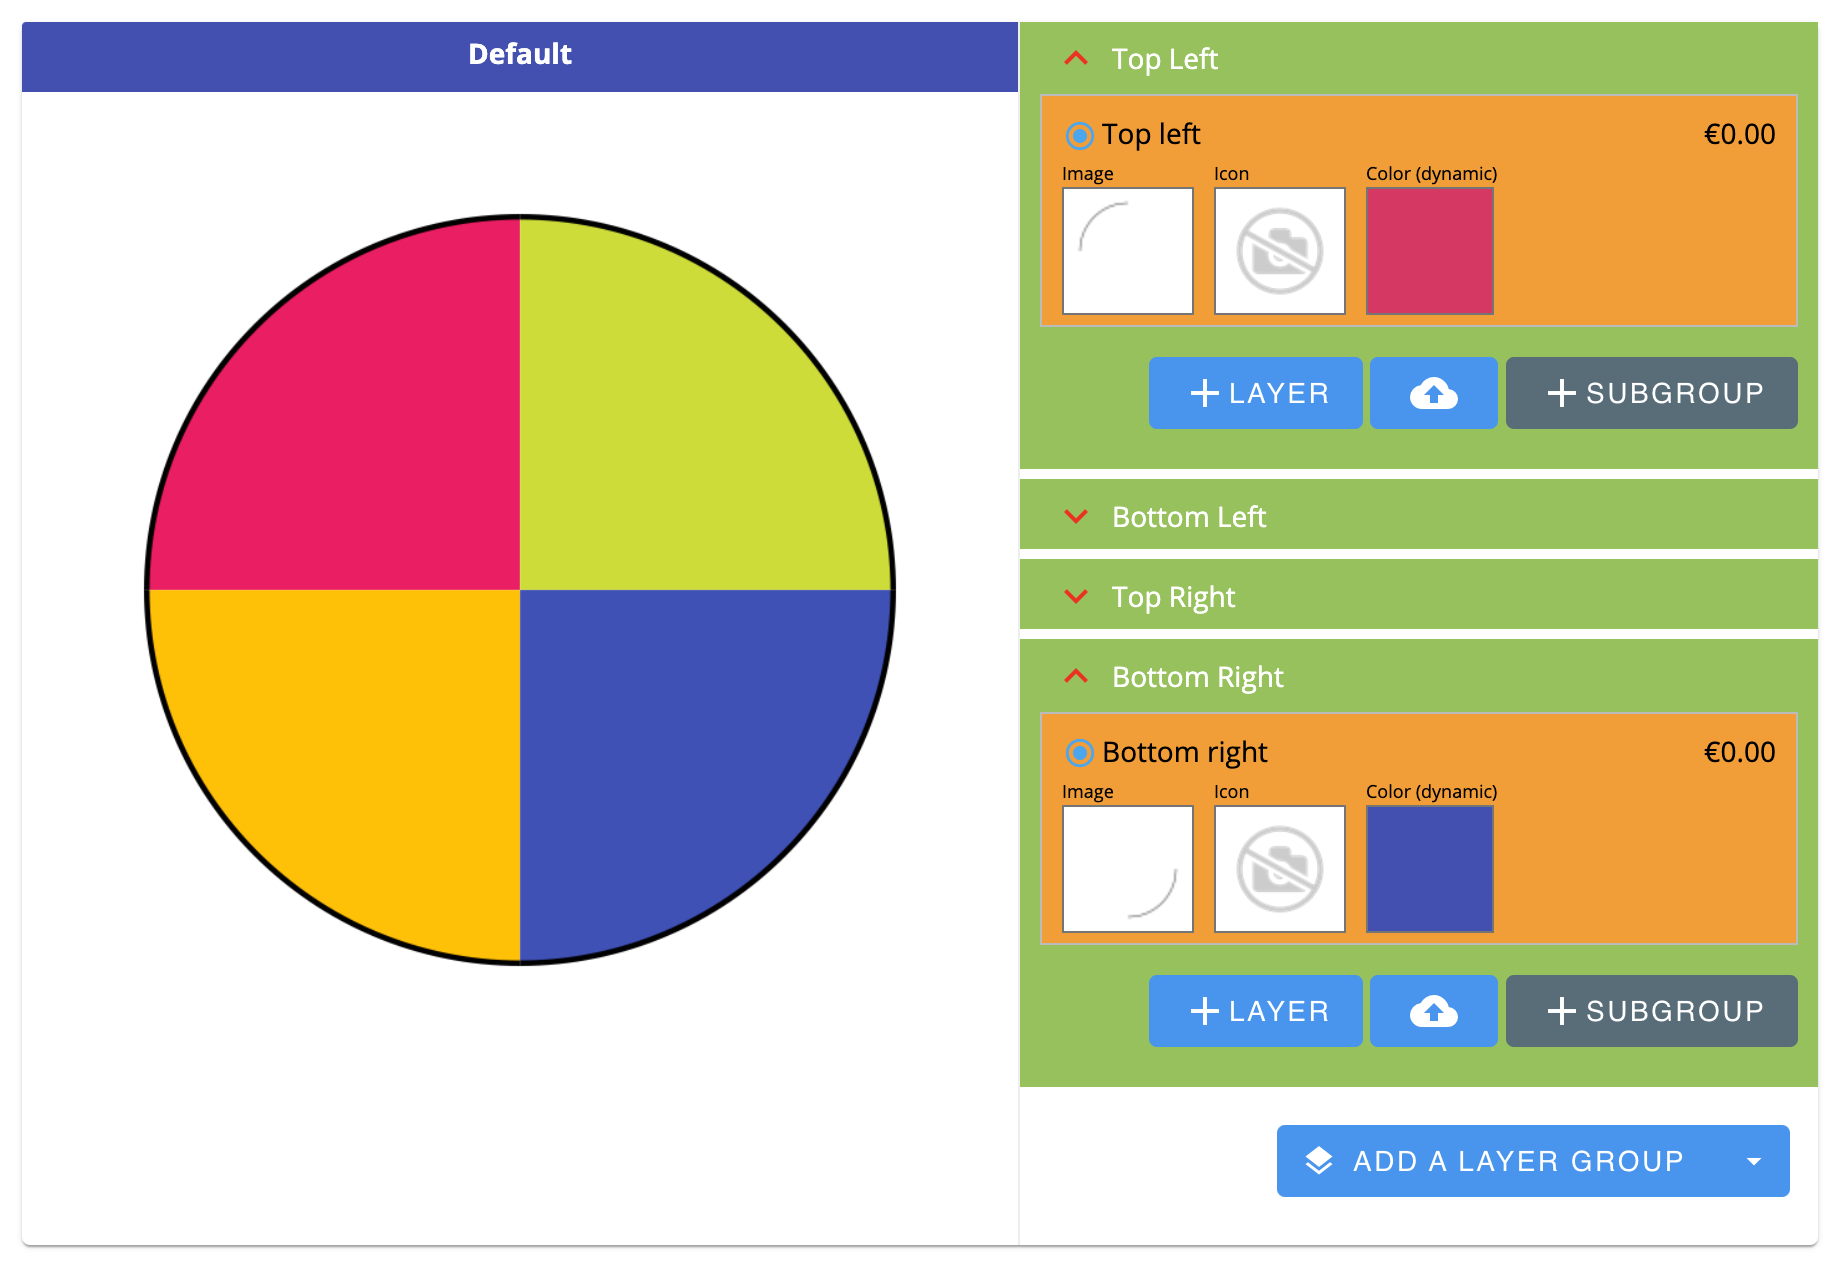 Default
Top Left
Top left €0.00
Image Icon Color (dynamic)
LAYER SUBGROUP
Bottom Left
Top Right
Bottom Right
Bottom right €0.00
Image Icon Color (dynamic)
LAYER SUBGROUP
ADD A LAYER GROUP